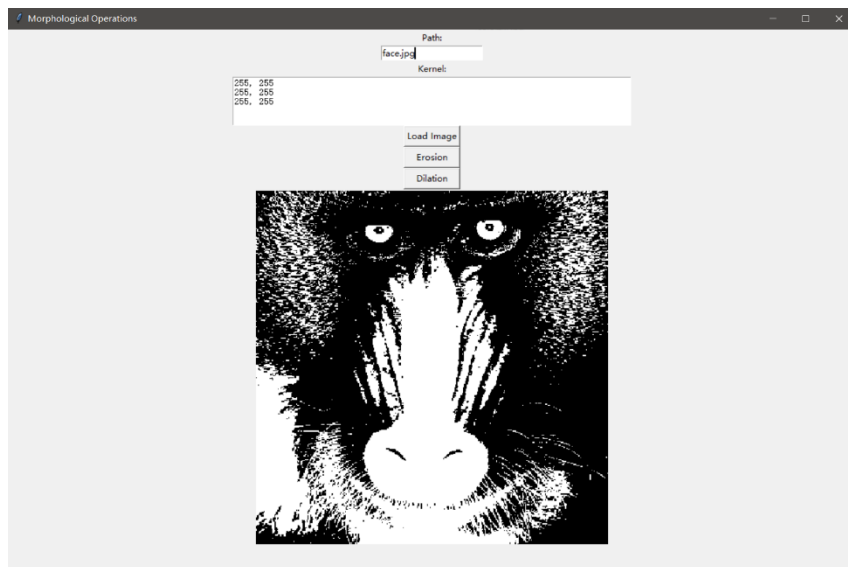 Morphological Operations
Path:
face.jpg
Kernel:
255, 255
255, 255
255, 255
Load Image
Erosion
Dilation